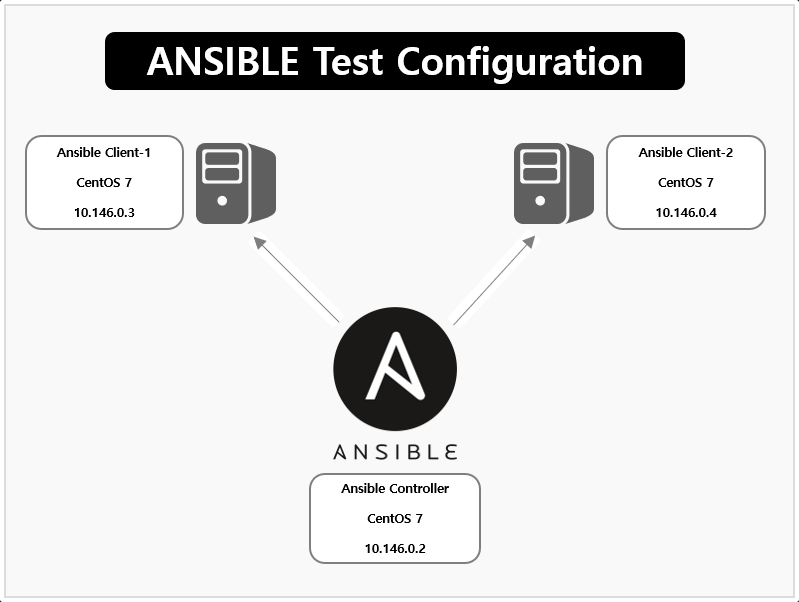 ANSIBLE Test Configuration
Ansible Client-1
CentOS 7
10.146.0.3
Ansible Client-2
CentOS 7
10.146.0.4
ANSIBLE
Ansible Controller
CentOS 7
10.146.0.2